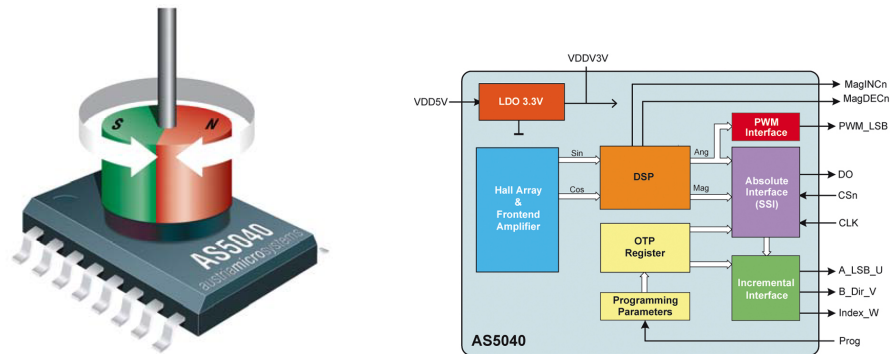 S
N
AS5040
austriamicrosystems
VDDV3V
VDD5V
LDO 3.3V
MagINCn
MagDECn
PWM
Interface
PWM_LSB
Sin
Cos
Hall Array
&
Frontend
Amplifier
DSP
Ang
Mag
Absolute
Interface
(SSI)
DO
CSn
CLK
OTP
Register
Programming
Parameters
Incremental
Interface
A_LSB_U
B_Dir_V
Index_W
Prog
AS5040